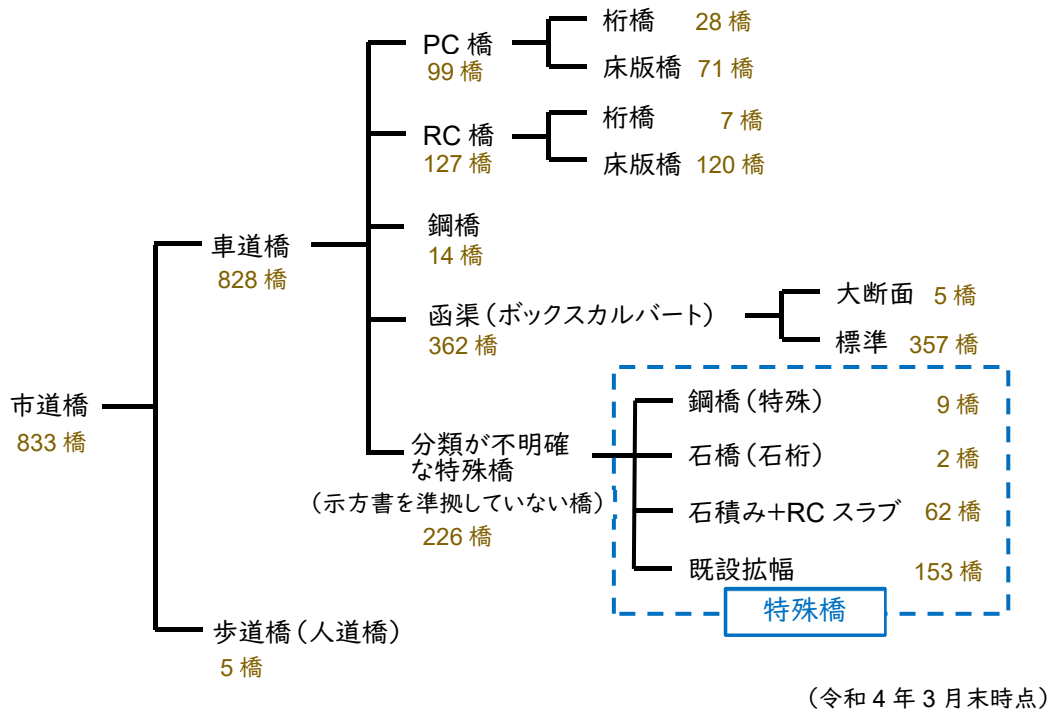 市道橋
833 橋
車道橋
828 橋
PC 橋
99 橋
桁橋 28 橋
床版橋 71 橋
RC 橋
127 橋
桁橋 7 橋
床版橋 120 橋
鋼橋
14 橋
函渠(ボックスカルバート)
362 橋
大断面 5 橋
標準 357 橋
分類が不明確
な特殊橋
(示方書を準拠していない橋)
226 橋
鋼橋(特殊) 9 橋
石橋(石桁) 2 橋
石積み+RC スラブ 62 橋
既設拡幅 153 橋
特殊橋
歩道橋(人道橋)
5 橋
(令和 4 年 3 月末時点)